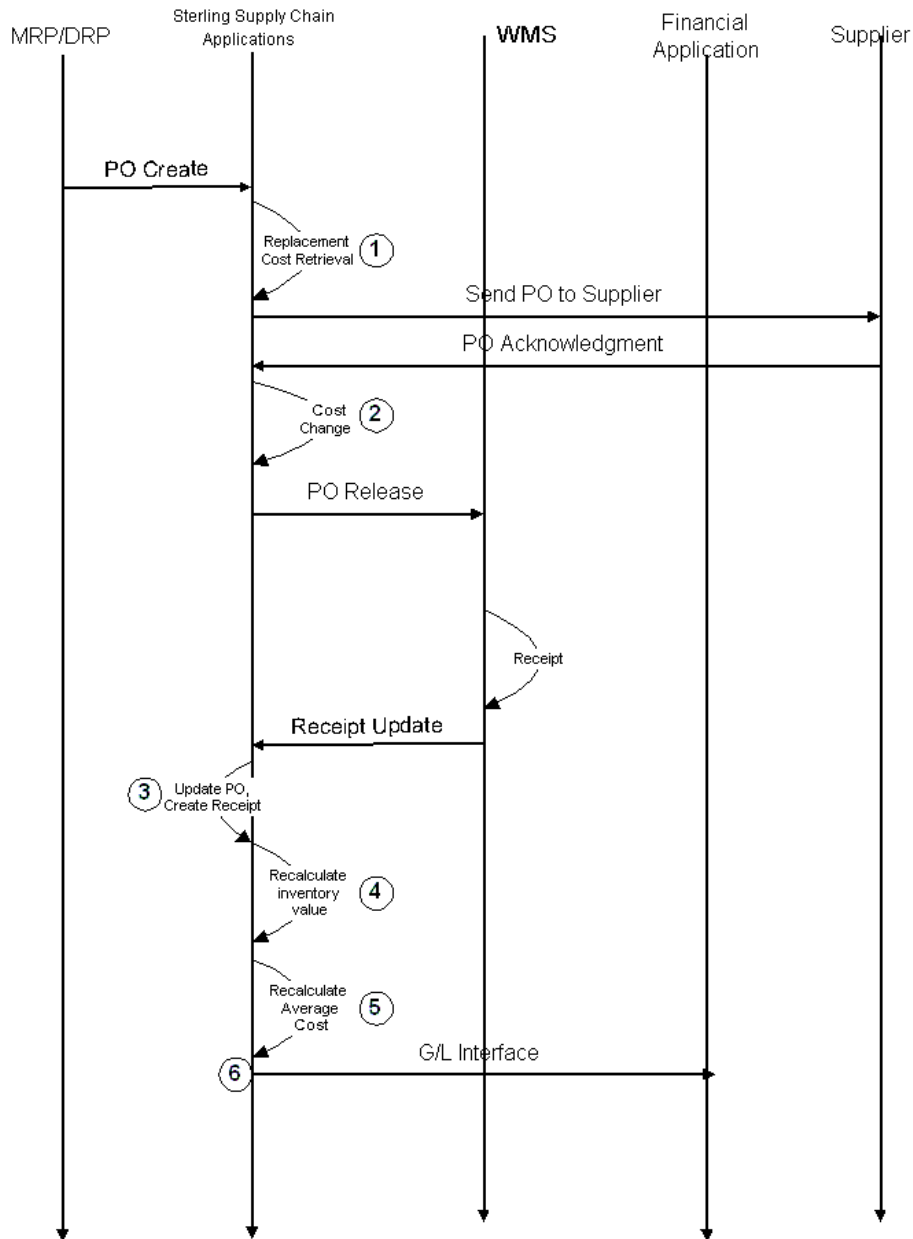 MRP/DRP
Sterling Supply Chain
Applications
WMS
Financial
Application
Supplier
PO Create
Replacement
Cost Retrieval
1
Send PO to Supplier
PO Acknowledgment
Cost
Change
2
PO Release
Receipt
Receipt Update
3
Update PO,
Create Receipt
Recalculate
inventory
value
4
Recalculate
Average
Cost
5
G/L Interface
6